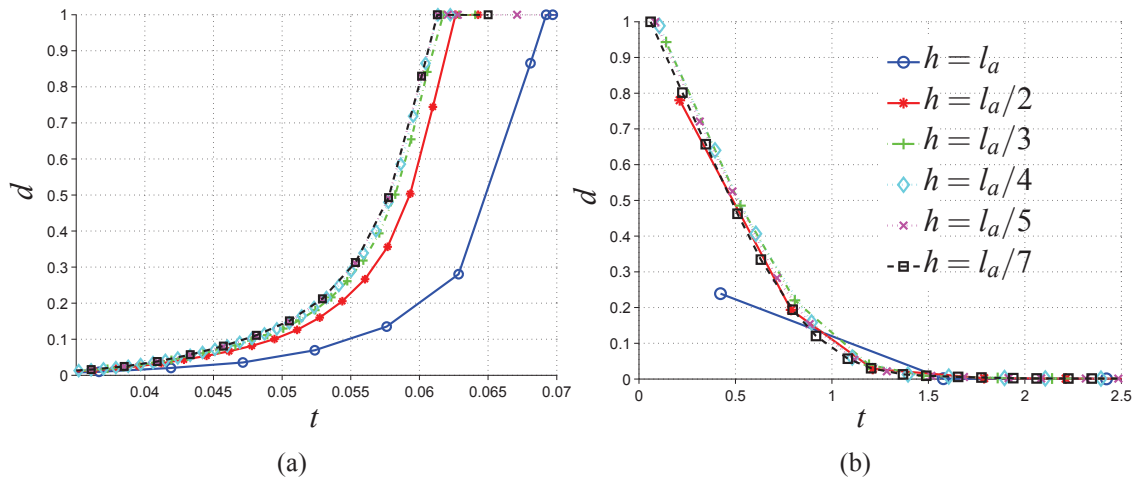 1
0.9
0.8
0.7
0.6
0.5
0.4
0.3
0.2
0.1
0
d
0.04 0.045 0.05 0.055 0.06 0.065 0.07
t
(a)
1
0.9
0.8
0.7
0.6
0.5
0.4
0.3
0.2
0.1
0
d
0 0.5 1 1.5 2 2.5
t
h = l_a
h = l_a/2
h = l_a/3
h = l_a/4
h = l_a/5
h = l_a/7
(b)